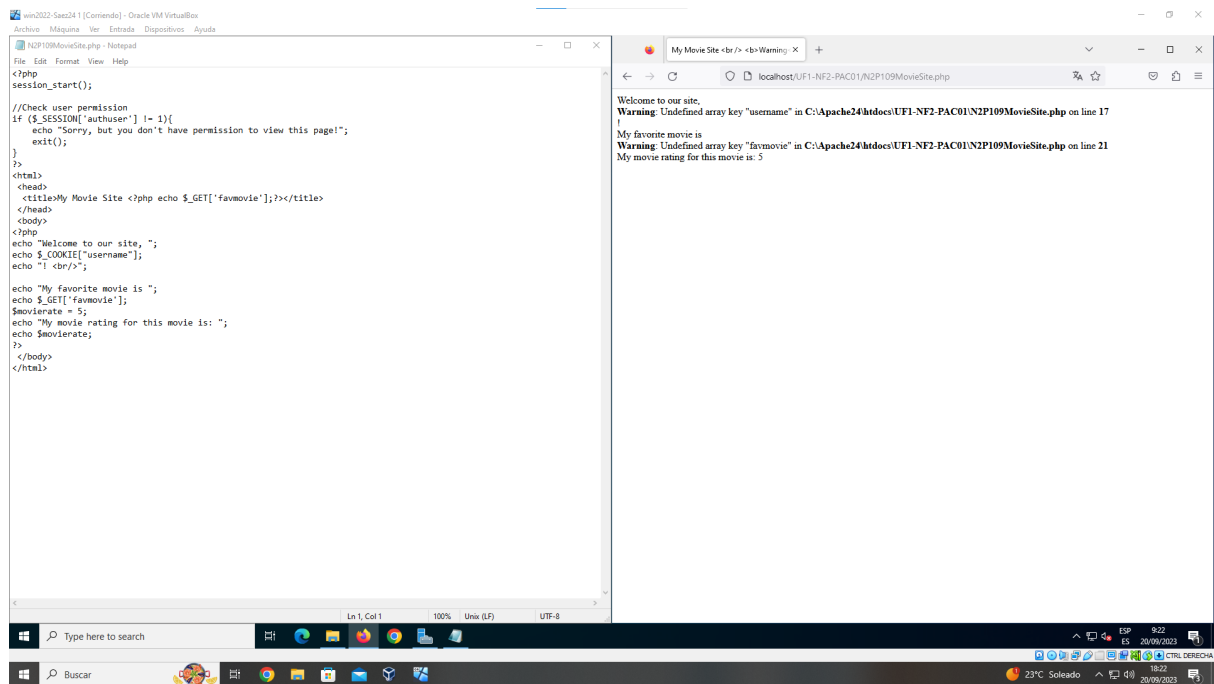 win2022-Saez24 1 [Corriendo] - Oracle VM VirtualBox
Archivo Máquina Ver Entrada Dispositivos Ayuda
N2P109MovieSite.php - Notepad
File Edit Format View Help
<?php
session_start();

//Check user permission
if ($_SESSION['authuser'] != 1){
    echo "Sorry, but you don't have permission to view this page!";
    exit();
}
?>
<html>
 <head>
  <title>My Movie Site <?php echo $_GET['favmovie'];?></title>
 </head>
 <body>
<?php
echo "Welcome to our site, ";
echo $_COOKIE["username"];
echo "! <br/>";

echo "My favorite movie is ";
echo $_GET['favmovie'];
$movierate = 5;
echo "My movie rating for this movie is: ";
echo $movierate;
?>
 </body>
</html>
Ln 1, Col 1 100% Unix (LF) UTF-8
My Movie Site <br /> <b>Warning
localhost/UF1-NF2-PAC01/N2P109MovieSite.php
Welcome to our site,
Warning: Undefined array key "username" in C:\Apache24\htdocs\UF1-NF2-PAC01\N2P109MovieSite.php on line 17
!
My favorite movie is
Warning: Undefined array key "favmovie" in C:\Apache24\htdocs\UF1-NF2-PAC01\N2P109MovieSite.php on line 21
My movie rating for this movie is: 5
Type here to search
ESP 9:22
ES 20/09/2023
1
CTRL DERECHA
Buscar
23°C Soleado
18:22
20/09/2023
3